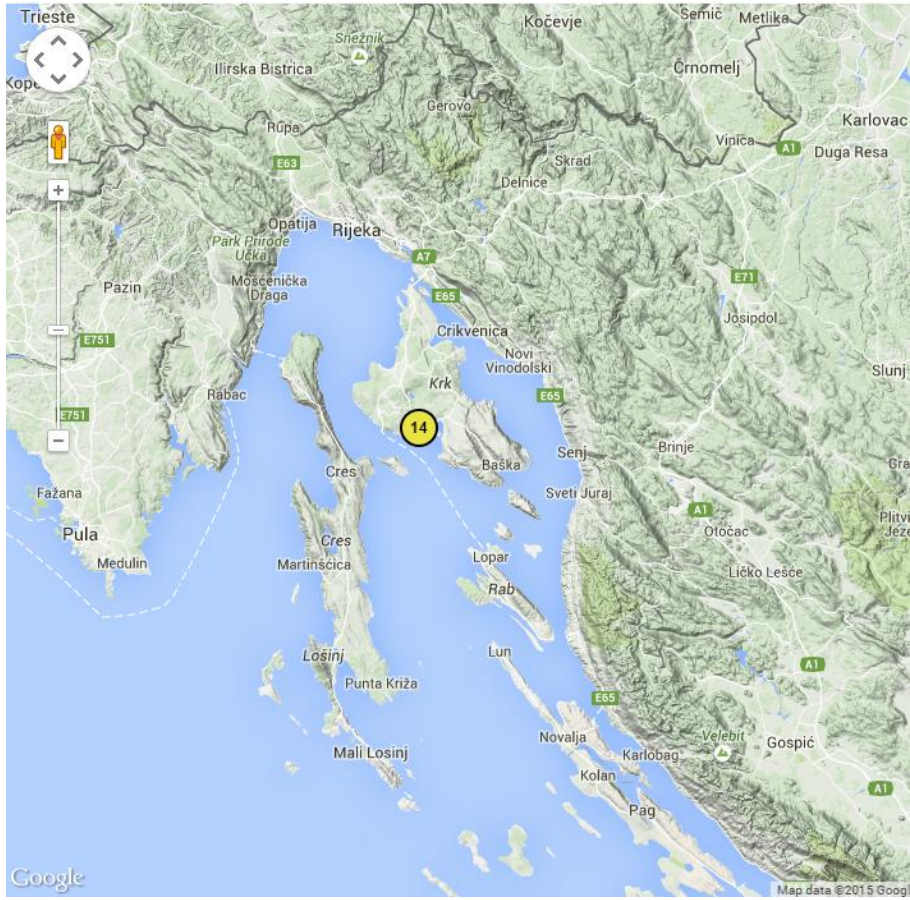 Trieste
Kočevje
Semič
Metlika
Snežnik
Črnomelj
Ilirska Bistrica
Gerovo
Karlovac
Rupa
Vinica
A1
Duga Resa
E63
Skrad
Delnice
Opatija
Rijeka
Park Prirode
Učka
A7
Mošćenička
Draga
Pazin
E71
E65
Josipdol
Crikvenica
E751
Novi
Vinodolski
Slunj
Krk
Rabac
E65
E751
14
Senj
Brinje
Baška
Cres
Fažana
Sveti Juraj
A1
Pula
Otočac
Cres
Lopar
Medulin
Martinšćica
Ličko Lešće
Rab
Lošinj
Lun
A1
Punta Križa
E65
Velebit
Novalja
Gospić
Mali Losinj
Karlobag
Kolan
A1
Pag
Google
Map data ©2015 Googl